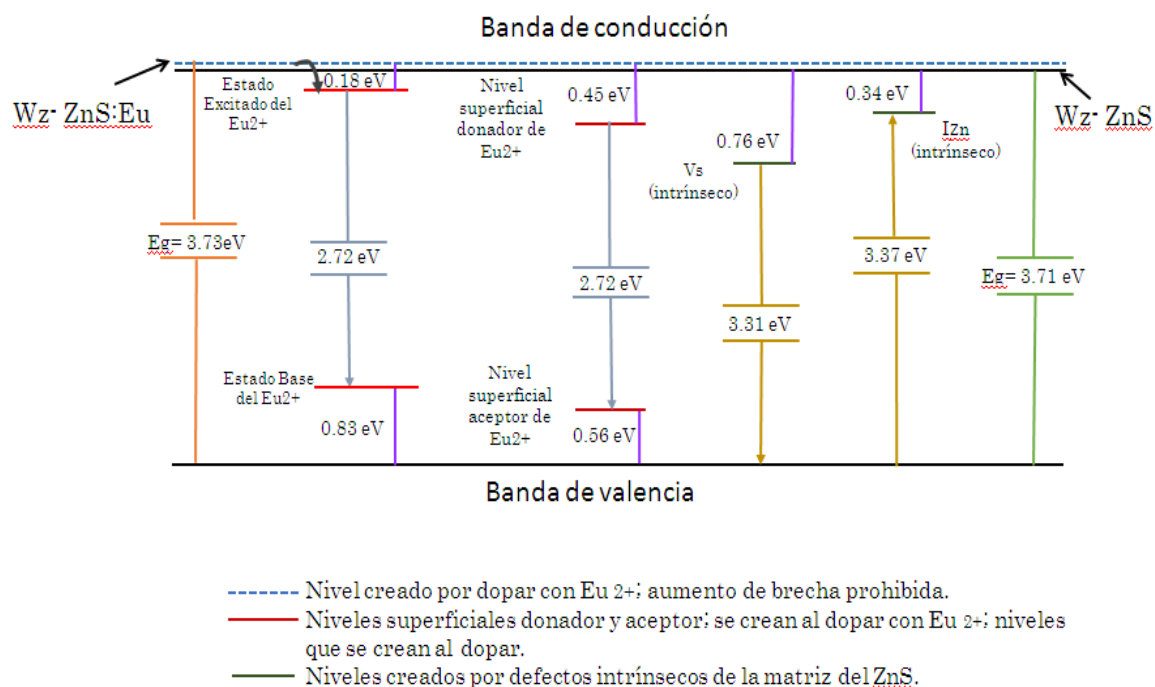 Banda de conducción
Wz- ZnS:Eu
Estado
Excitado del
Eu2+
0.18 eV
Nivel
superficial
donador de
Eu2+
0.45 eV
0.76 eV
Vs
(intrínseco)
0.34 eV
Izn
(intrínseco)
Wz- ZnS
Eg= 3.73eV
2.72 eV
2.72 eV
3.31 eV
3.37 eV
Eg= 3.71 eV
Estado Base
del Eu2+
0.83 eV
Nivel
superficial
aceptor de
Eu2+
0.56 eV
Banda de valencia
Nivel creado por dopar con Eu 2+; aumento de brecha prohibida.
Niveles superficiales donador y aceptor; se crean al dopar con Eu 2+; niveles
que se crean al dopar.
Niveles creados por defectos intrínsecos de la matriz del ZnS.